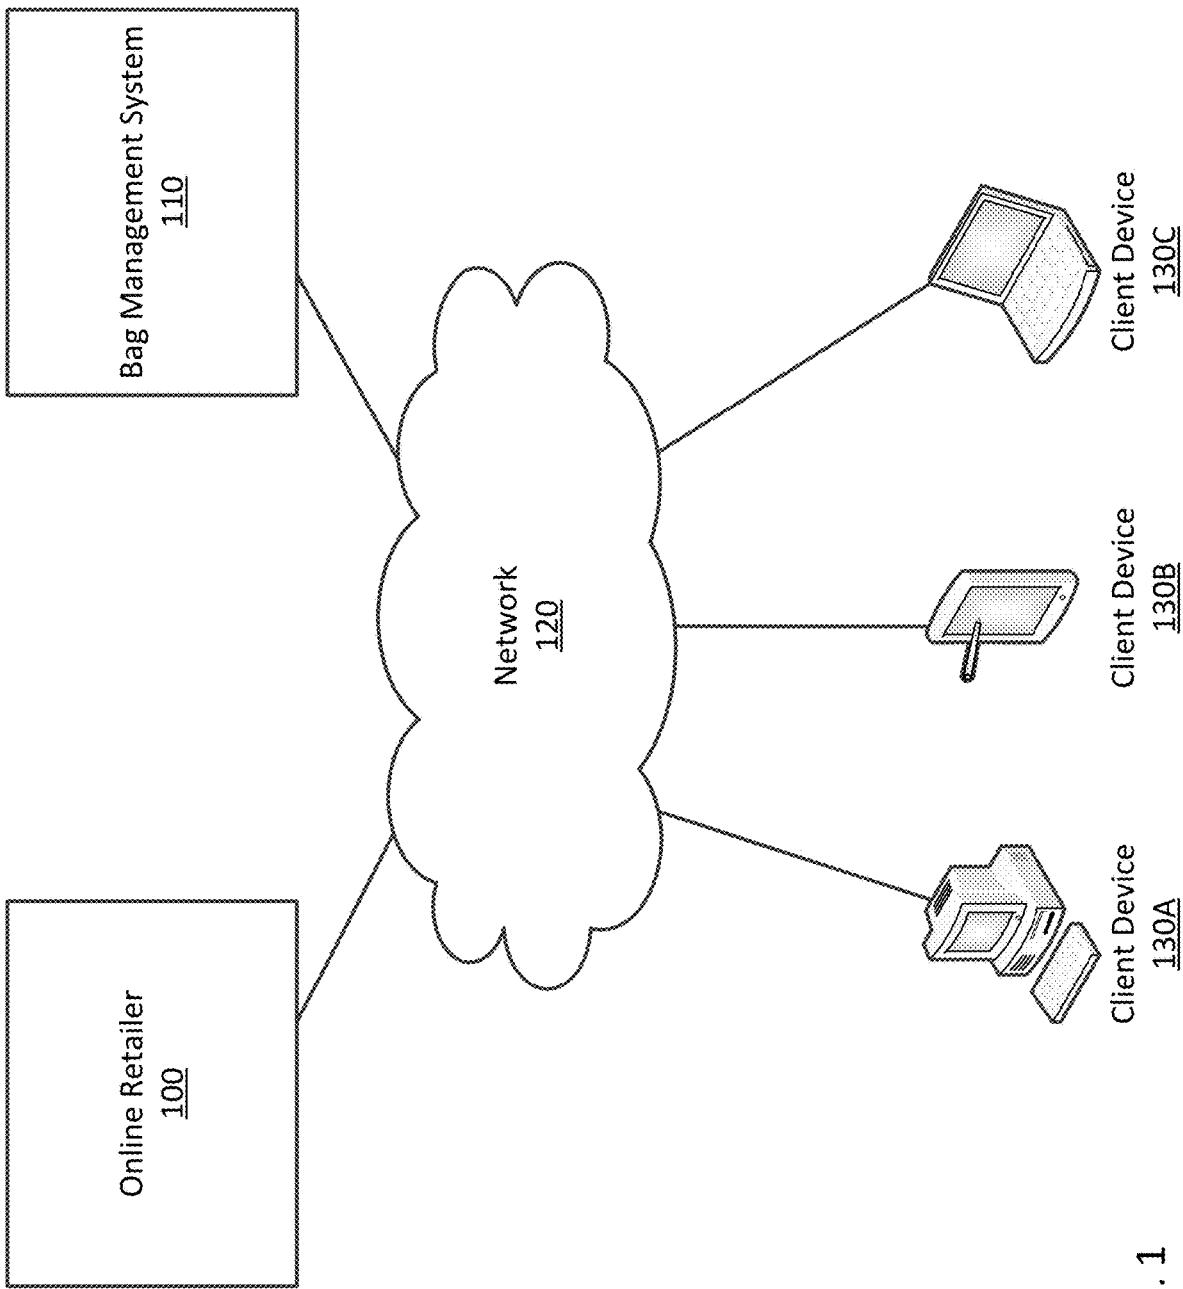 Online Retailer
100
Bag Management System
110
Network
120
Client Device
130A
Client Device
130B
Client Device
130C
. 1